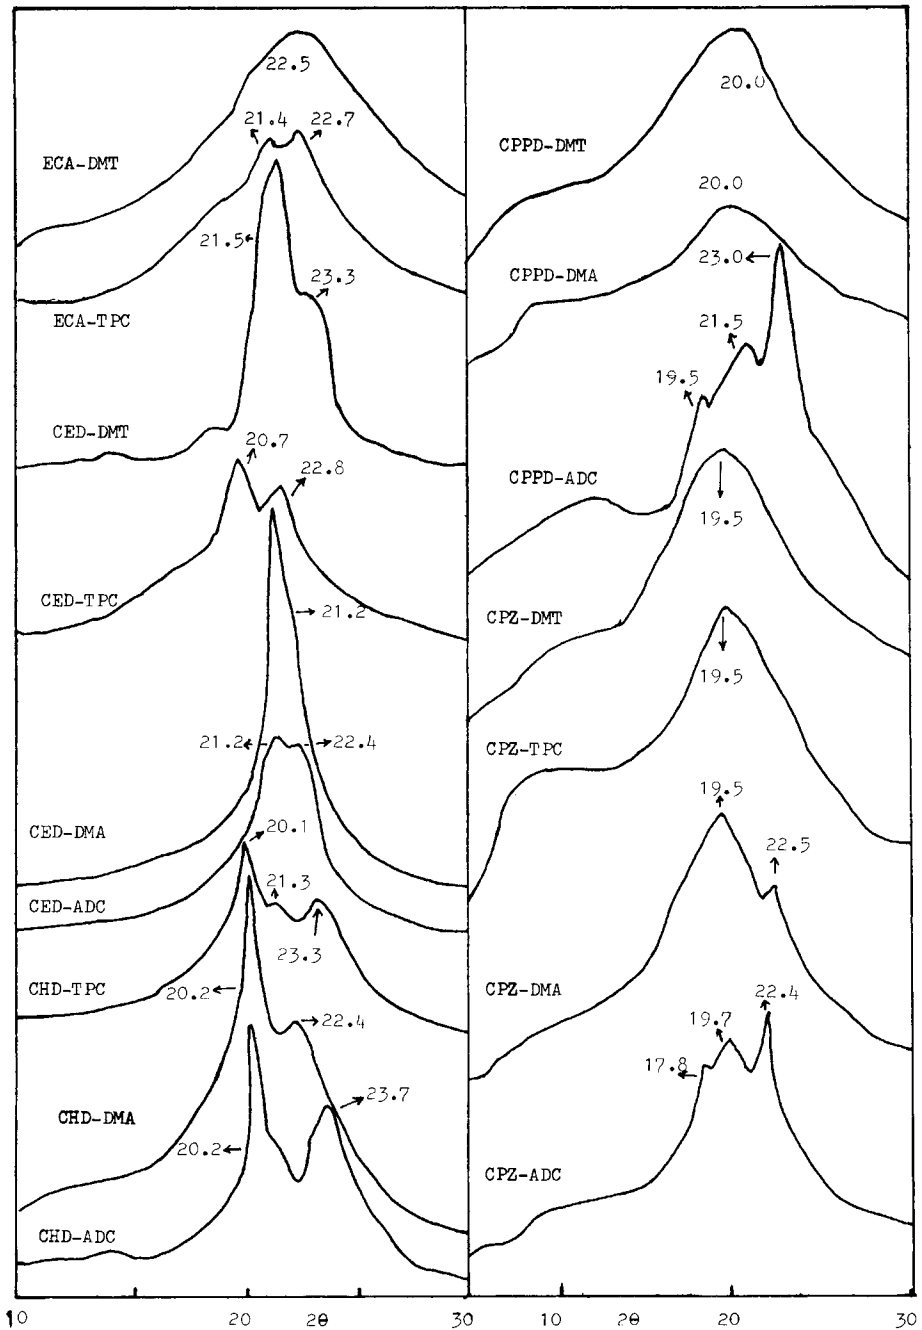 22.5
21.4 22.7
ECA-DMT
21.5
23.3
ECA-TPC
CED-DMT
20.7
22.8
CED-TPC
21.2
21.2 22.4
CED-DMA
20.1
21.3
CED-ADC
23.3
CHD-TPC
20.2
22.4
23.7
CHD-DMA
20.2
CHD-ADC
10 20 2θ 30
20.0
CPPD-DMT
20.0
23.0
CPPD-DMA
21.5
19.5
CPPD-ADC
19.5
CPZ-DMT
19.5
CPZ-TPC
19.5
22.5
CPZ-DMA
22.4
19.7
17.8
CPZ-ADC
10 2θ 20 30